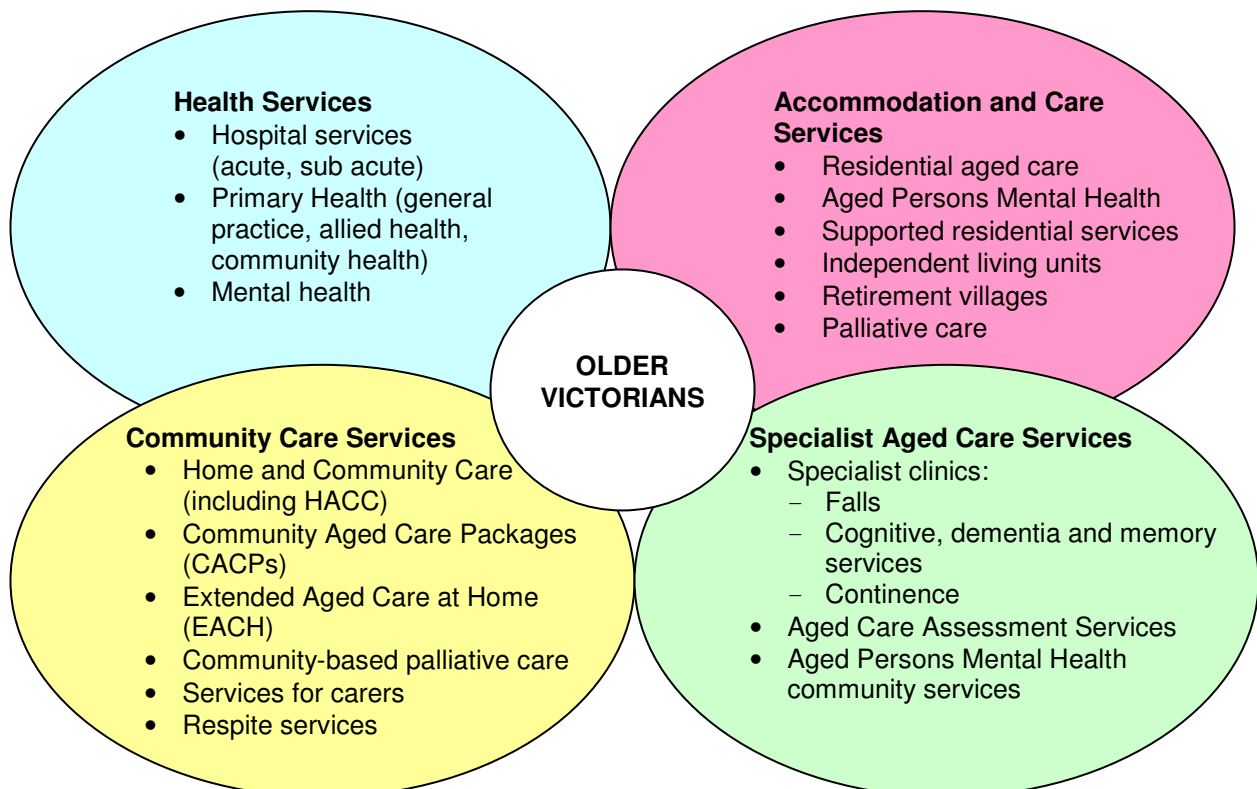 Health Services
• Hospital services
(acute, sub acute)
• Primary Health (general
practice, allied health,
community health)
• Mental health
Accommodation and Care
Services
• Residential aged care
• Aged Persons Mental Health
• Supported residential services
• Independent living units
• Retirement villages
• Palliative care
OLDER
VICTORIANS
Community Care Services
• Home and Community Care
(including HACC)
• Community Aged Care Packages
(CACPs)
• Extended Aged Care at Home
(EACH)
• Community-based palliative care
• Services for carers
• Respite services
Specialist Aged Care Services
• Specialist clinics:
− Falls
− Cognitive, dementia and memory
services
− Continence
• Aged Care Assessment Services
• Aged Persons Mental Health
community services